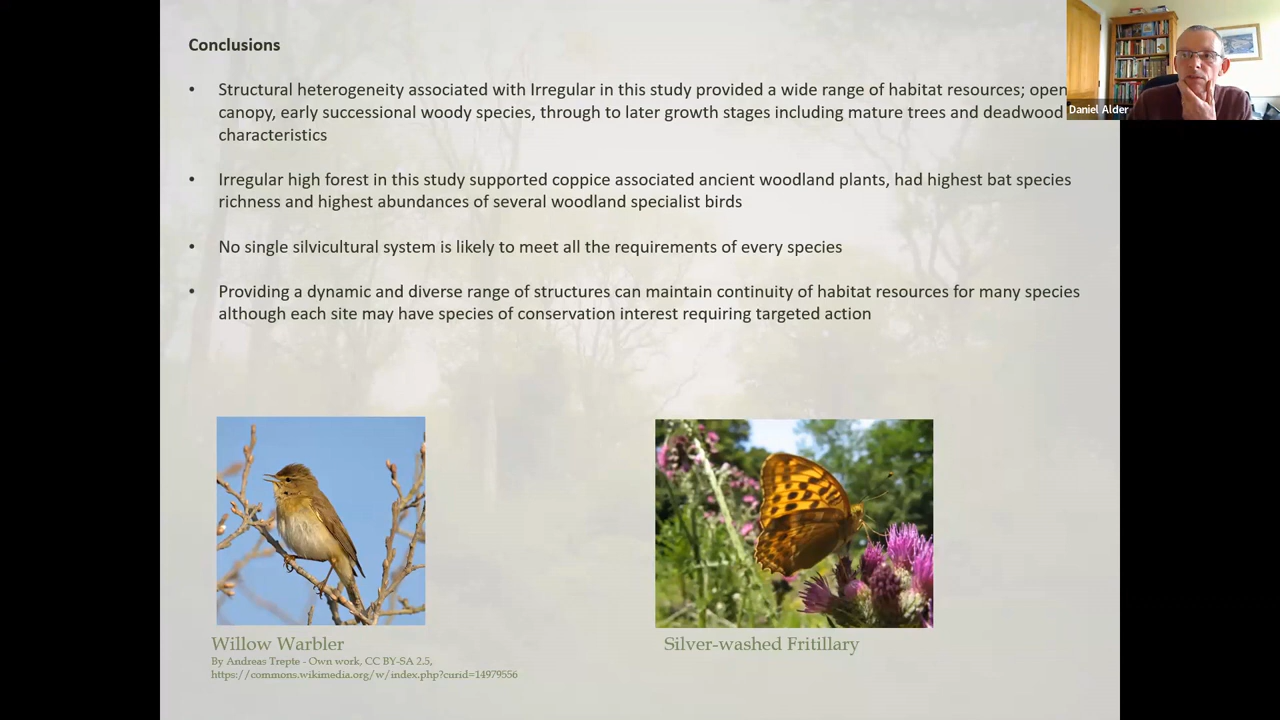 Conclusions
• Structural heterogeneity associated with Irregular in this study provided a wide range of habitat resources; open
canopy, early successional woody species, through to later growth stages including mature trees and deadwood
characteristics
• Irregular high forest in this study supported coppice associated ancient woodland plants, had highest bat species
richness and highest abundances of several woodland specialist birds
• No single silvicultural system is likely to meet all the requirements of every species
• Providing a dynamic and diverse range of structures can maintain continuity of habitat resources for many species
although each site may have species of conservation interest requiring targeted action
Daniel Alder
Willow Warbler
By Andreas Trepte - Own work, CC BY-SA 2.5,
https://commons.wikimedia.org/w/index.php?curid=14979556
Silver-washed Fritillary